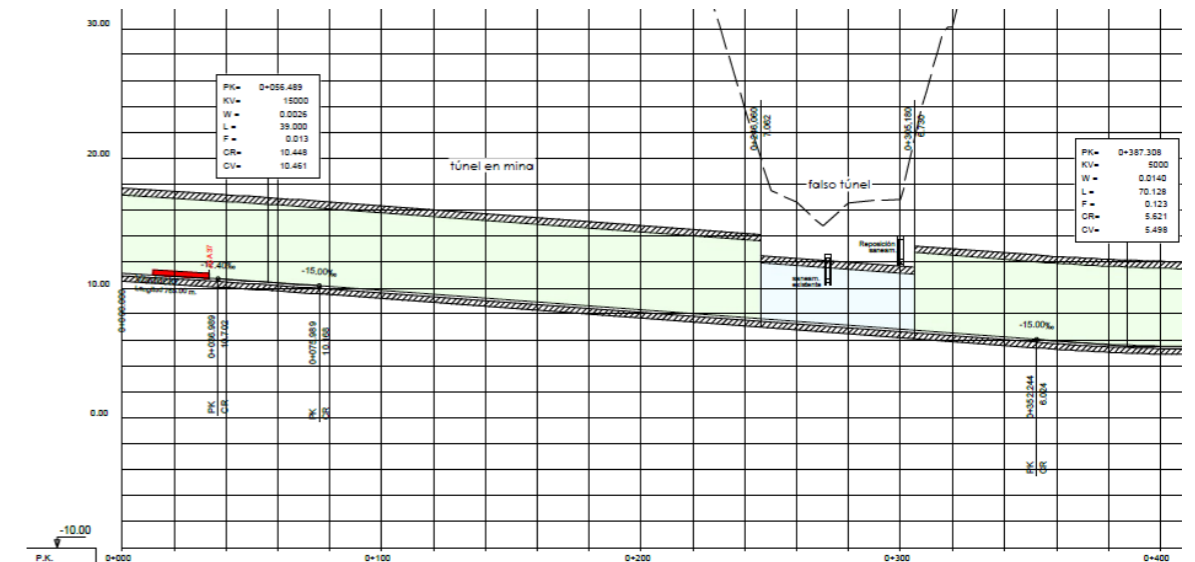 30.00
20.00
10.00
0.00
-10.00
PK= 0+056.489
KV= 15000
W = 0.0026
L = 39.000
F = 0.013
CR= 10.448
CV= 10.461
túnel en mina
0+246,060
7.062
falso túnel
0+305,180
PK= 0+387.308
KV= 5000
W = 0.0140
L = 70.128
F = 0.123
CR= 5.621
CV= 5.498
Reposición
saneam.
saneam.
existente
-15,00‰
-15.00‰
0+036.989
10.702
PK
CR
0+075.989
10.168
PK
CR
0+352.244
6.024
PK
CR
P.K.
0+000
0+100
0+200
0+300
0+400